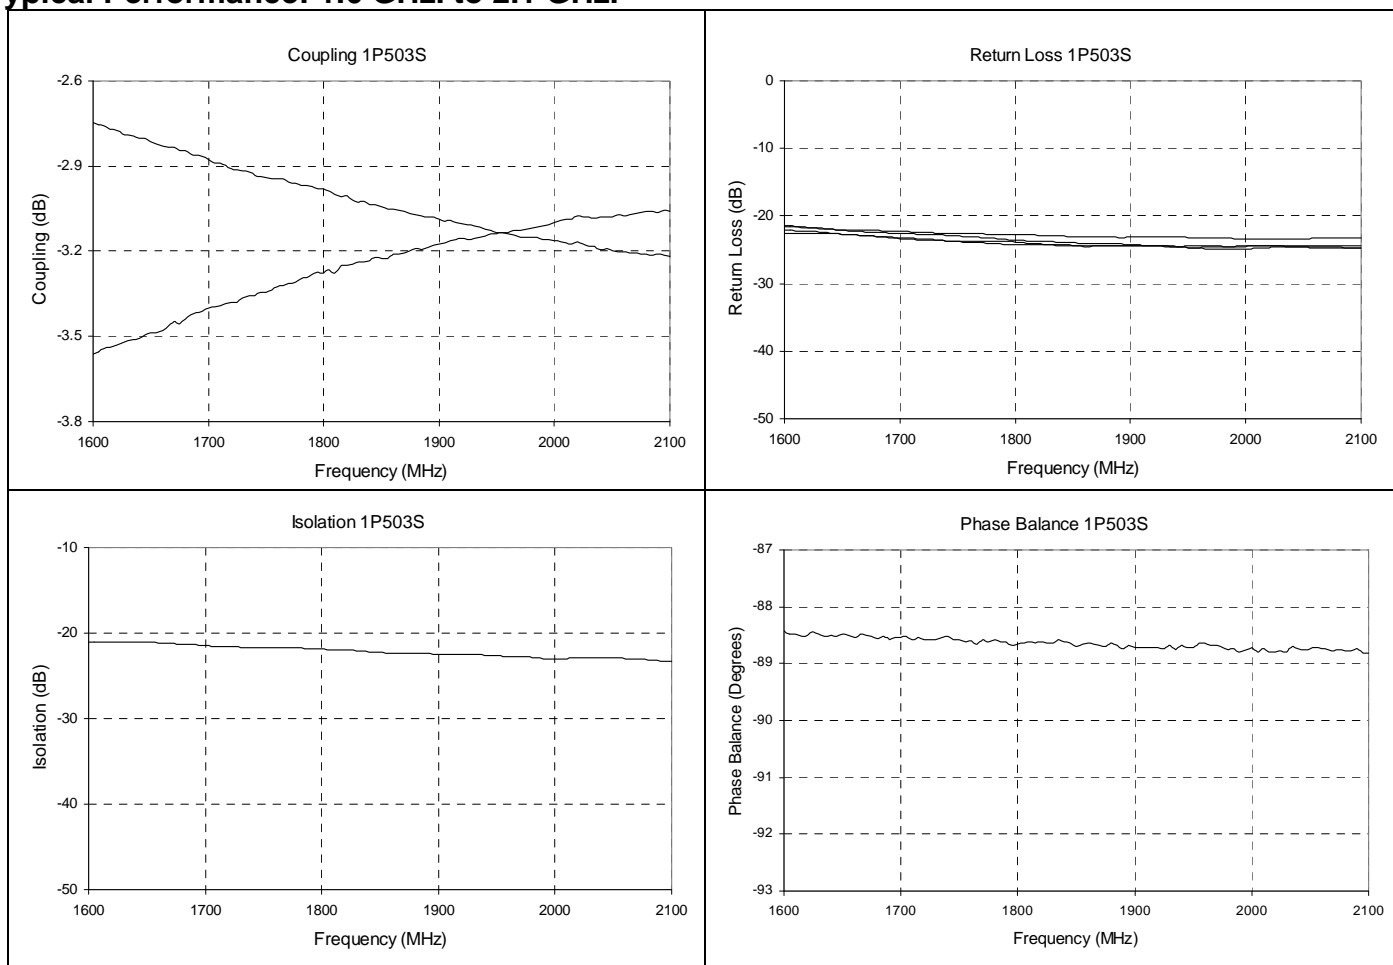 Coupling 1P503S
-2.6
-2.9
-3.2
-3.5
-3.8
Coupling (dB)
1600 1700 1800 1900 2000 2100
Frequency (MHz)
Return Loss 1P503S
0
-10
-20
-30
-40
-50
Return Loss (dB)
1600 1700 1800 1900 2000 2100
Frequency (MHz)
Isolation 1P503S
-10
-20
-30
-40
-50
Isolation (dB)
1600 1700 1800 1900 2000 2100
Frequency (MHz)
Phase Balance 1P503S
-87
-88
-89
-90
-91
-92
-93
Phase Balance (Degrees)
1600 1700 1800 1900 2000 2100
Frequency (MHz)